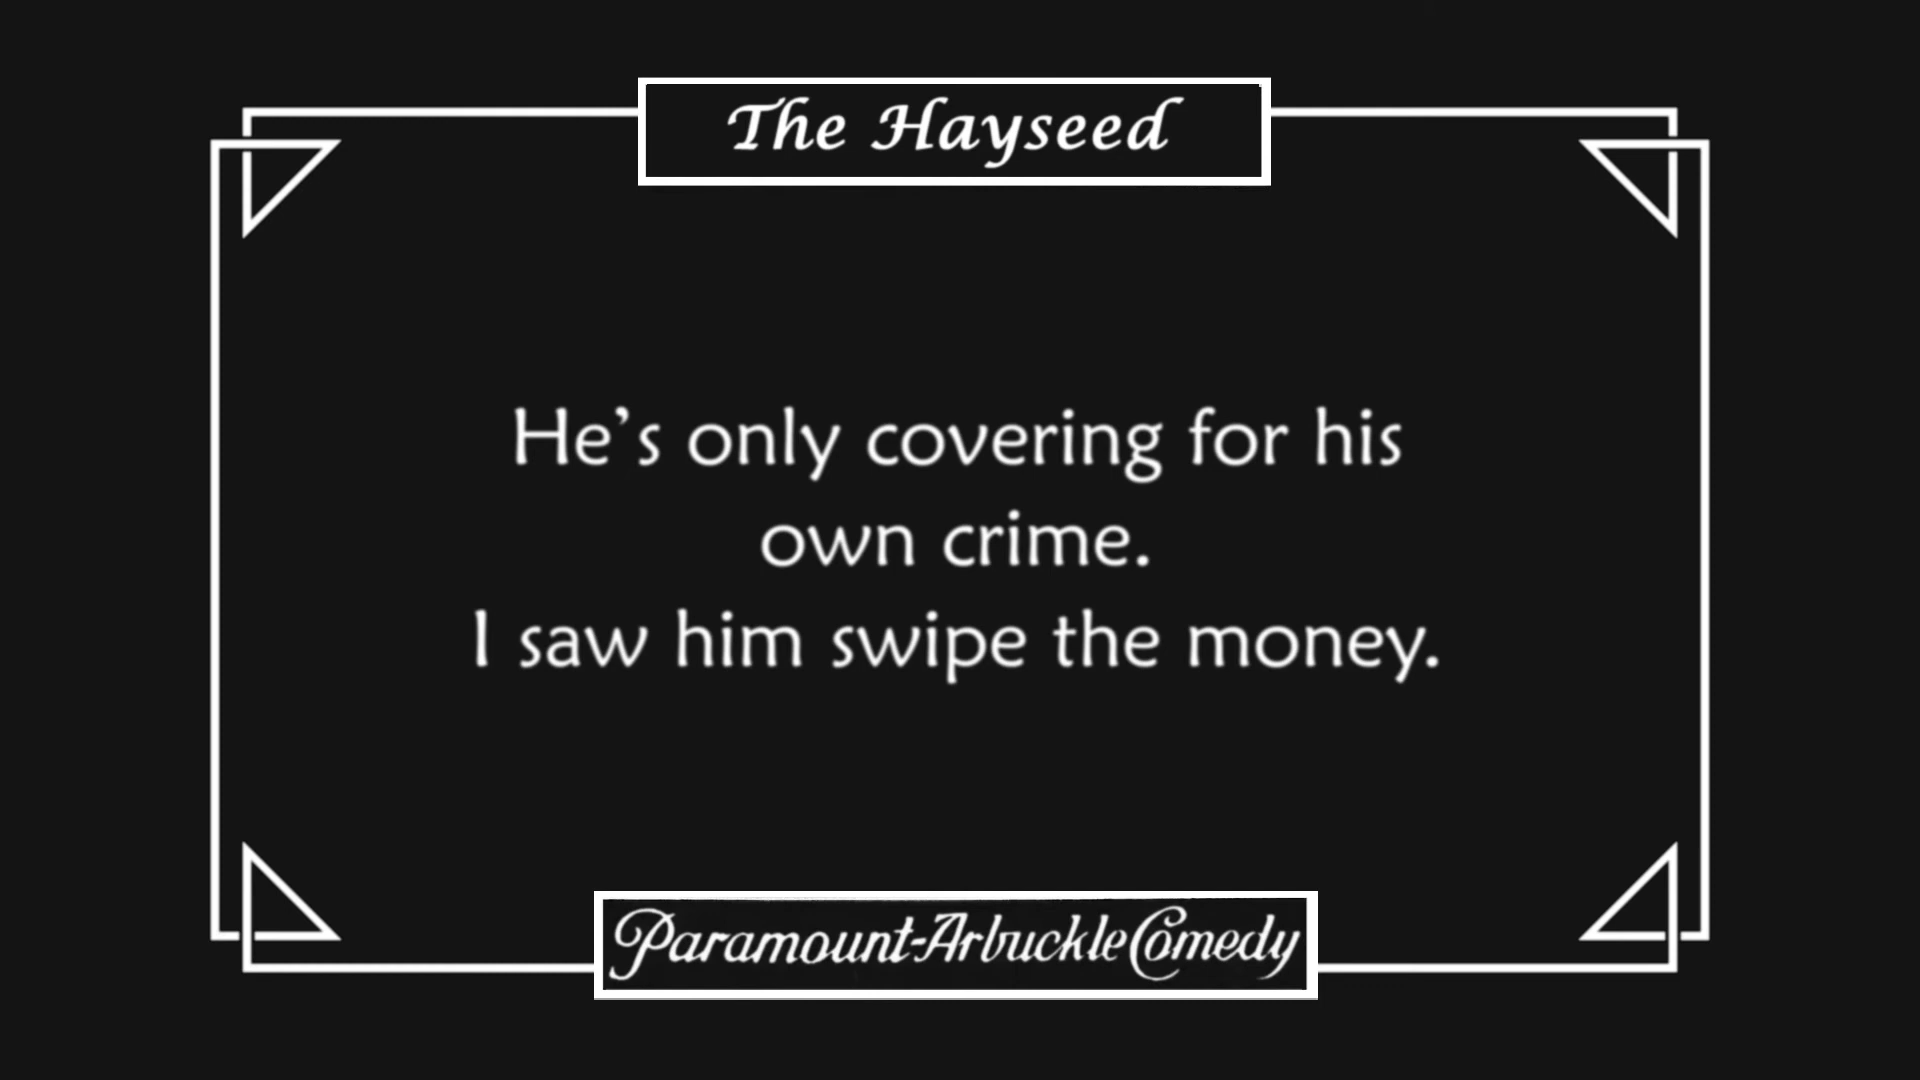 The Hayseed
He’s only covering for his
own crime.
I saw him swipe the money.
Paramount-Arbuckle Comedy